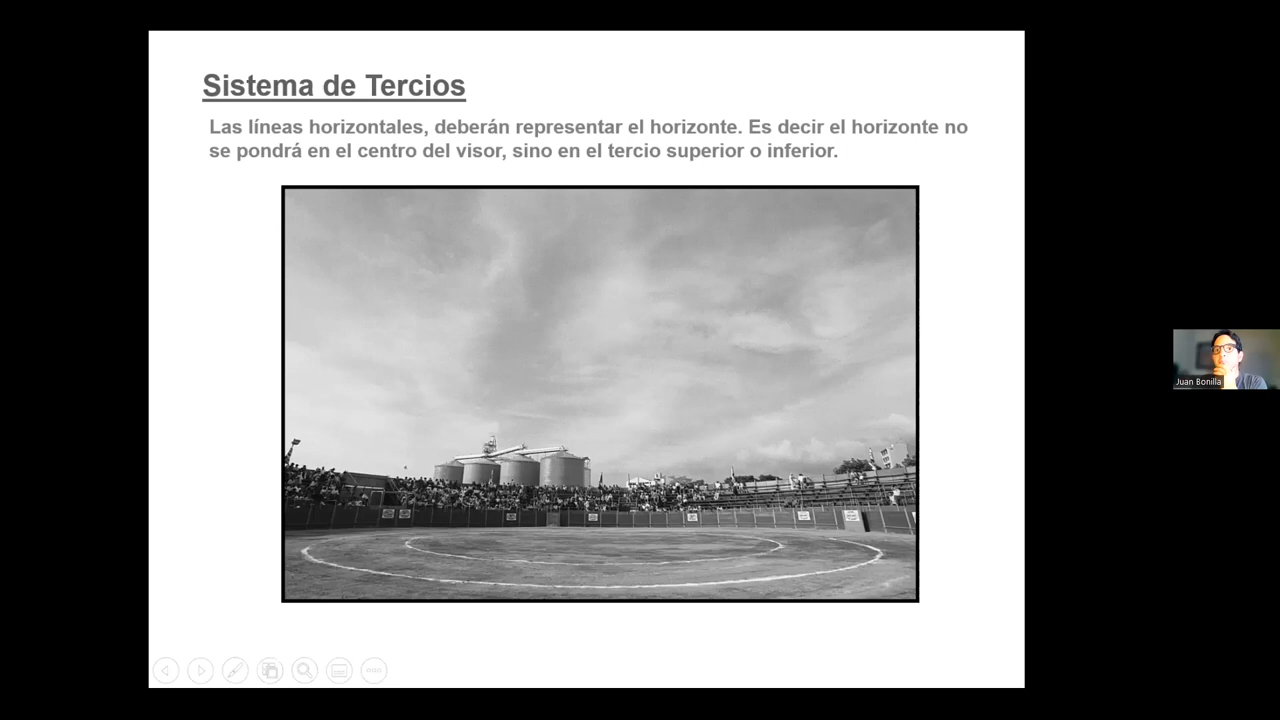 Sistema de Tercios
Las líneas horizontales, deberán representar el horizonte. Es decir el horizonte no
se pondrá en el centro del visor, sino en el tercio superior o inferior.
Juan Bonilla